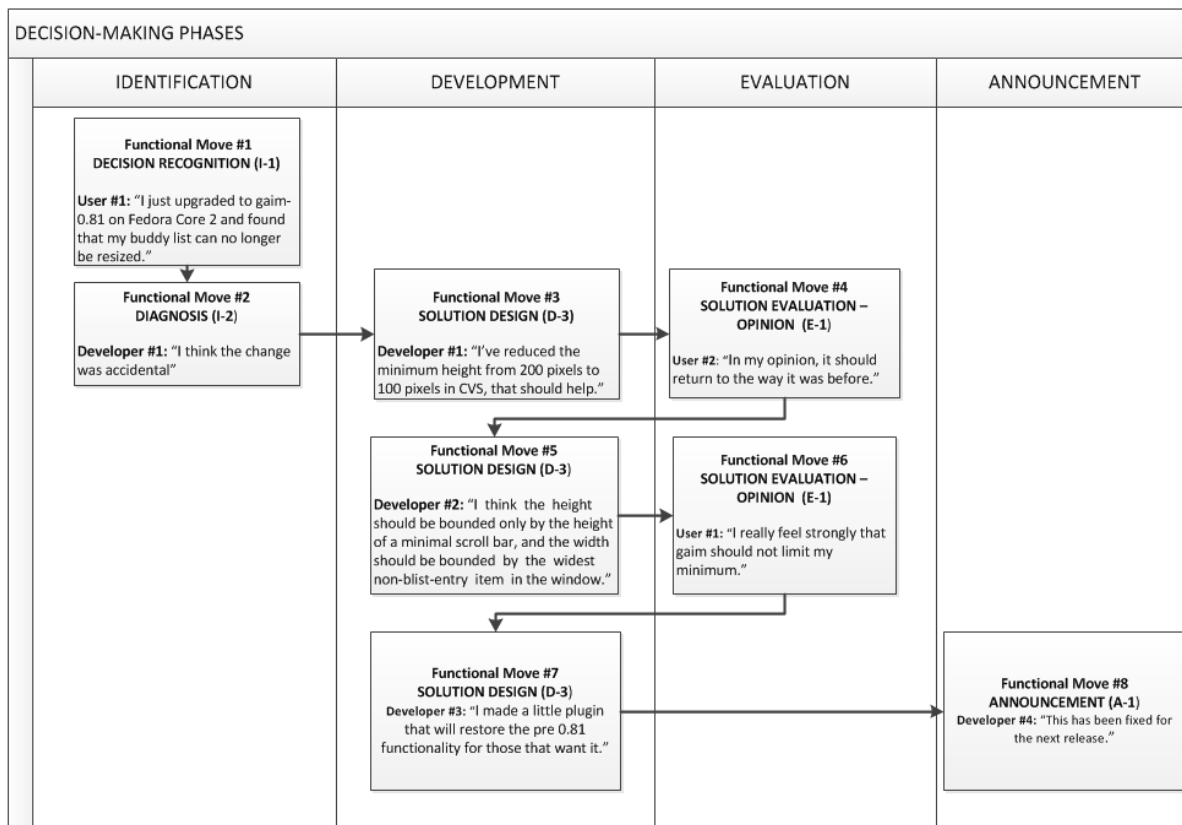 DECISION-MAKING PHASES
IDENTIFICATION
DEVELOPMENT
EVALUATION
ANNOUNCEMENT
Functional Move #1
DECISION RECOGNITION (I-1)
User #1: “I just upgraded to gaim-
0.81 on Fedora Core 2 and found
that my buddy list can no longer
be resized.”
Functional Move #2
DIAGNOSIS (I-2)
Developer #1: “I think the change
was accidental”
Functional Move #3
SOLUTION DESIGN (D-3)
Developer #1: “I’ve reduced the
minimum height from 200 pixels to
100 pixels in CVS, that should help.”
Functional Move #4
SOLUTION EVALUATION –
OPINION (E-1)
User #2: “In my opinion, it should
return to the way it was before.”
Functional Move #5
SOLUTION DESIGN (D-3)
Developer #2: “I think the height
should be bounded only by the height
of a minimal scroll bar, and the width
should be bounded by the widest
non-blist-entry item in the window.”
Functional Move #6
SOLUTION EVALUATION –
OPINION (E-1)
User #1: “I really feel strongly that
gaim should not limit my
minimum.”
Functional Move #7
SOLUTION DESIGN (D-3)
Developer #3: “I made a little plugin
that will restore the pre 0.81
functionality for those that want it.”
Functional Move #8
ANNOUNCEMENT (A-1)
Developer #4: “This has been fixed for
the next release.”